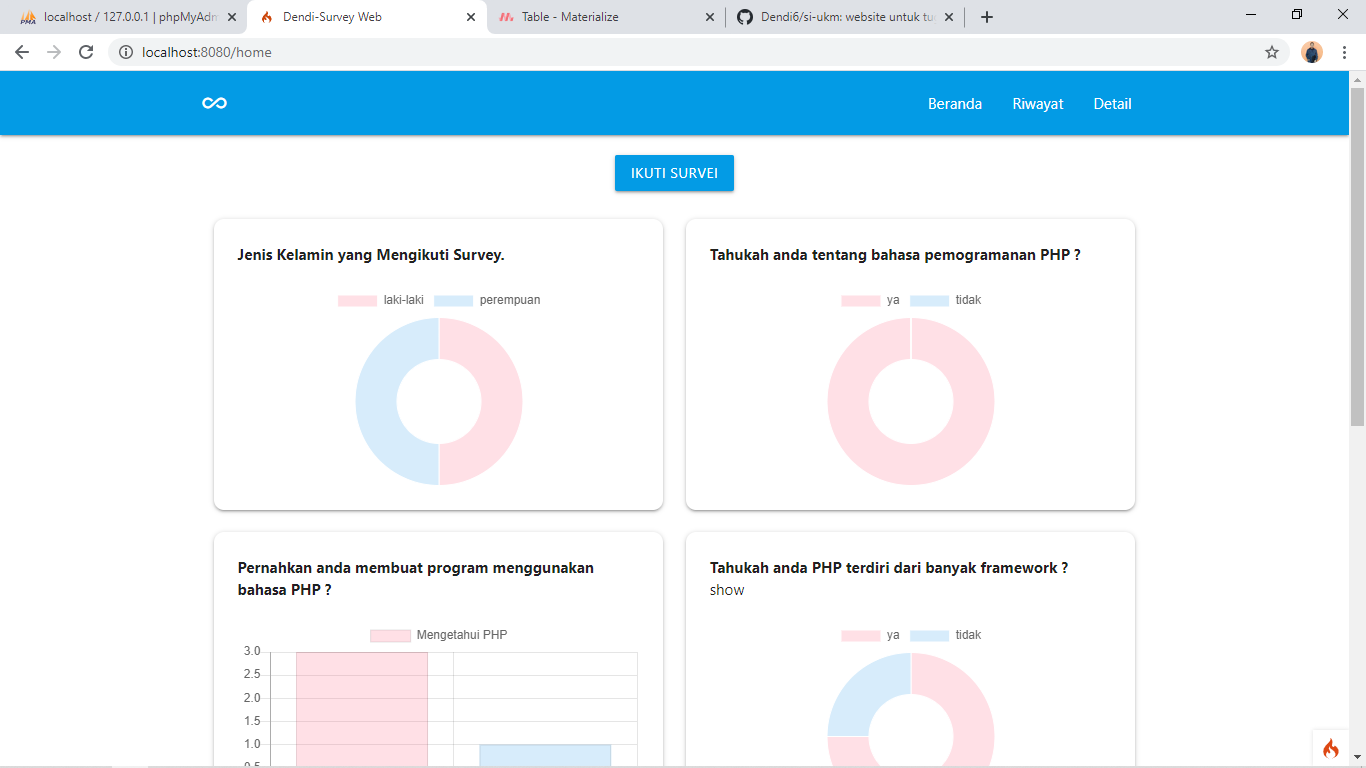 localhost / 127.0.0.1 | phpMyAdm
Dendi-Survey Web
Table - Materialize
Dendi6/si-ukm: website untuk tu
localhost:8080/home
Beranda Riwayat Detail
IKUTI SURVEI
Jenis Kelamin yang Mengikuti Survey.
laki-laki perempuan
Tahukah anda tentang bahasa pemogramanan PHP ?
ya tidak
Pernahkan anda membuat program menggunakan
bahasa PHP ?
Mengetahui PHP
3.0
2.5
2.0
1.5
1.0
0.5
Tahukah anda PHP terdiri dari banyak framework ?
show
ya tidak